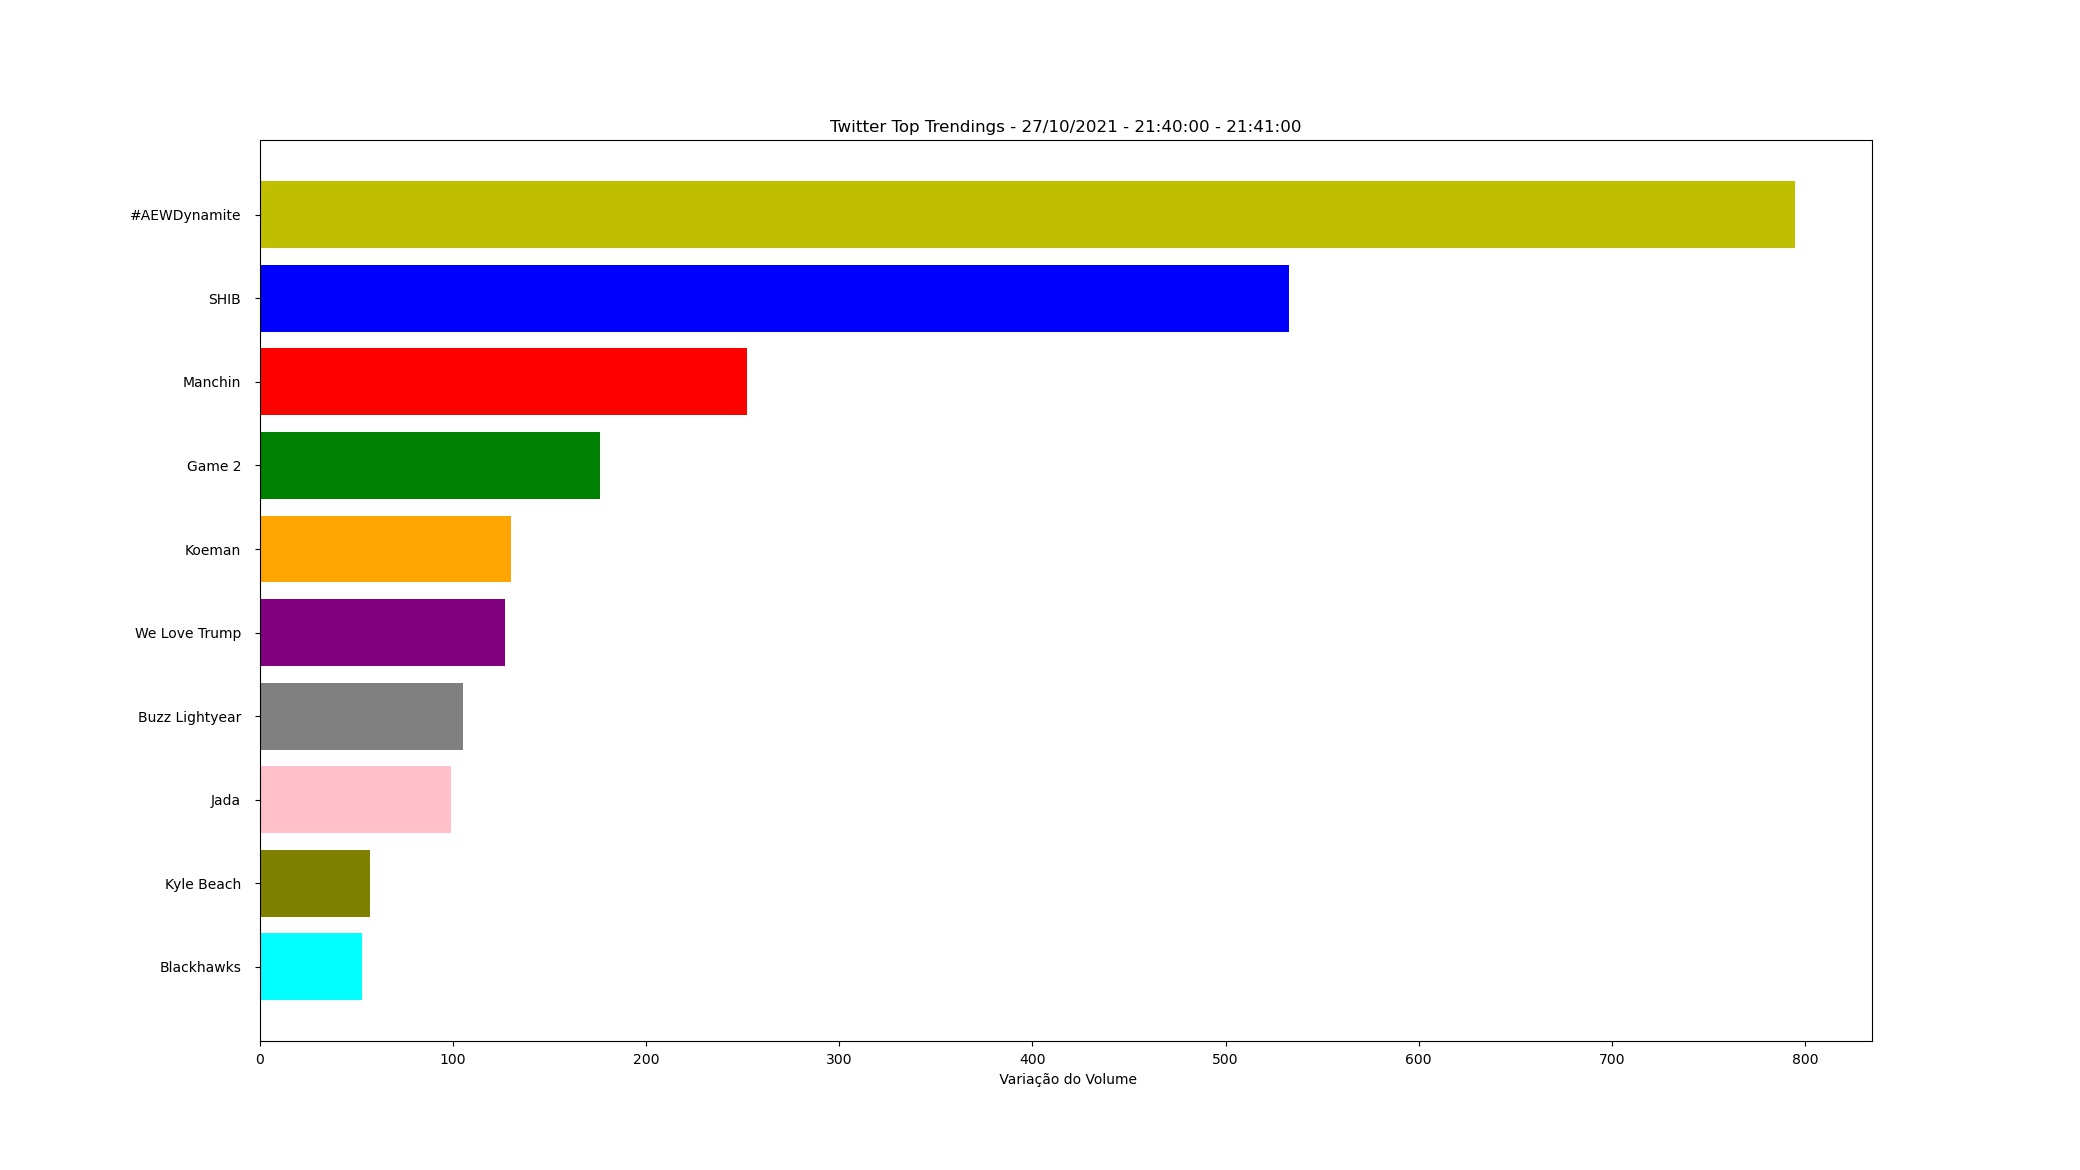 Twitter Top Trendings - 27/10/2021 - 21:40:00 - 21:41:00
#AEWDynamite
SHIB
Manchin
Game 2
Koeman
We Love Trump
Buzz Lightyear
Jada
Kyle Beach
Blackhawks
0 100 200 300 400 500 600 700 800
Variação do Volume